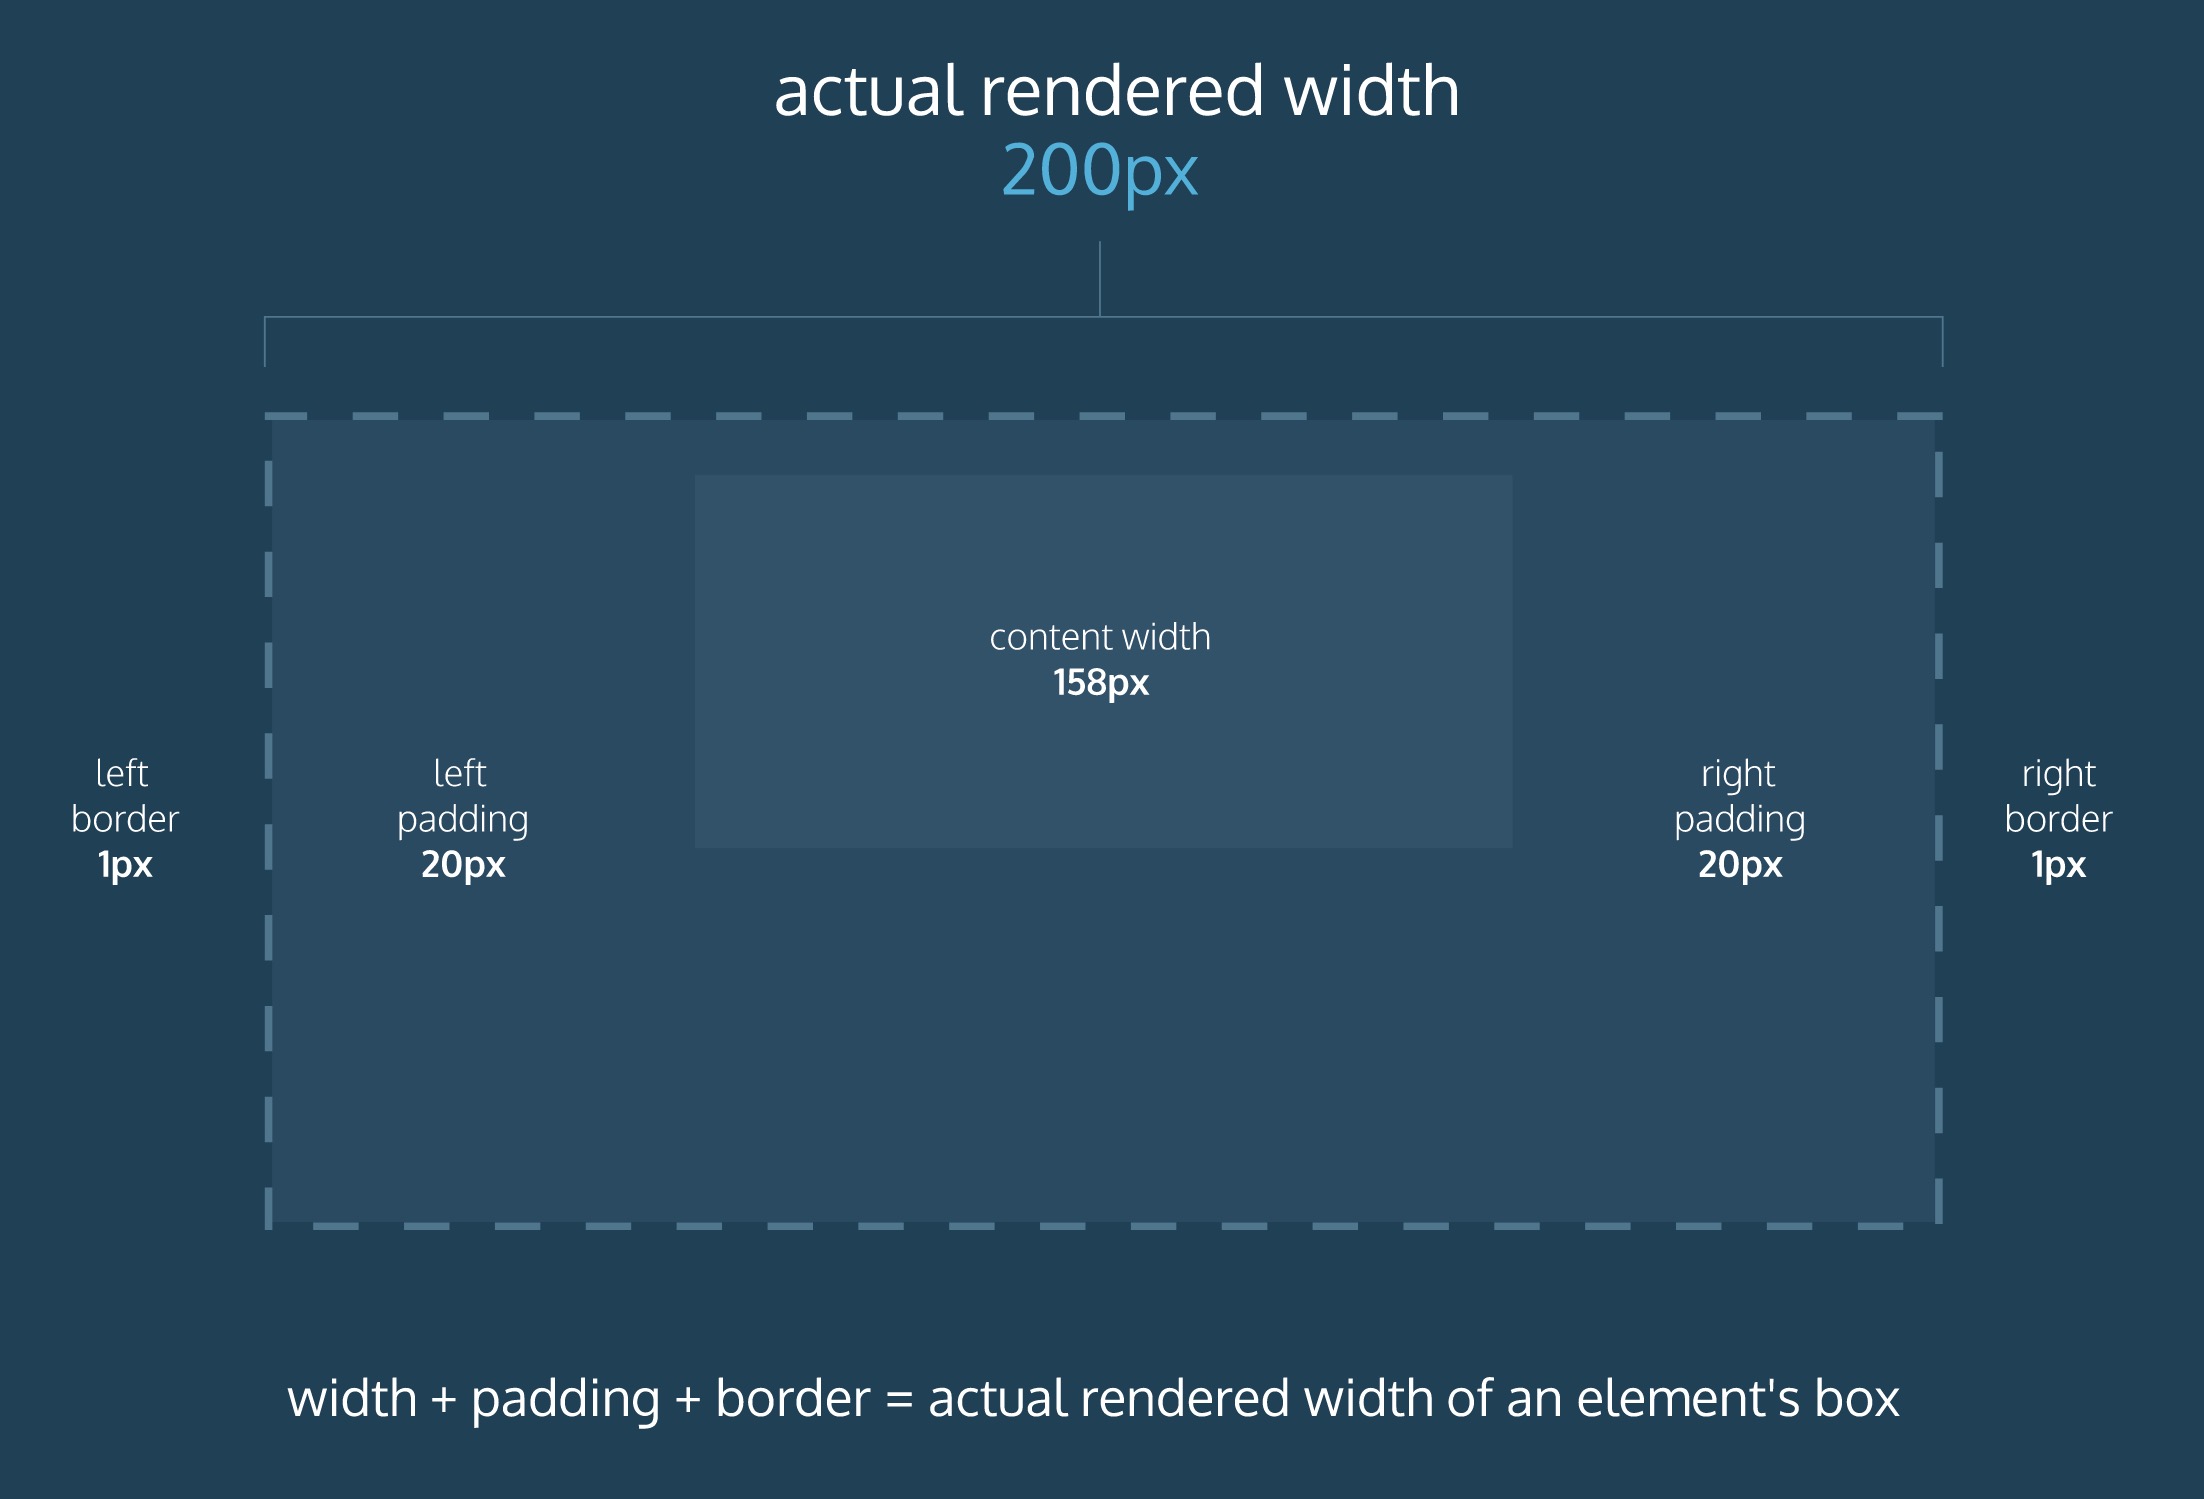 actual rendered width
200px
content width
158px
left
border
1px
left
padding
20px
right
padding
20px
right
border
1px
width + padding + border = actual rendered width of an element's box